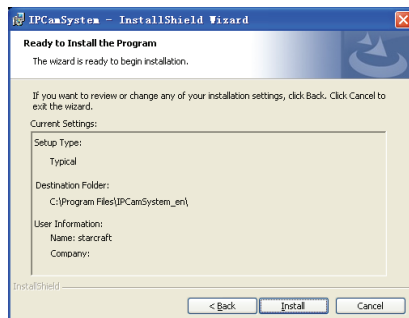 IPCamSystem - InstallShield Wizard
Ready to Install the Program
The wizard is ready to begin installation.
If you want to review or change any of your installation settings, click Back. Click Cancel to
exit the wizard.
Current Settings:
Setup Type:
Typical
Destination Folder:
C:\Program Files\IPCamSystem_en\
User Information:
Name: starcraft
Company:
InstallShield
< Back
Install
Cancel